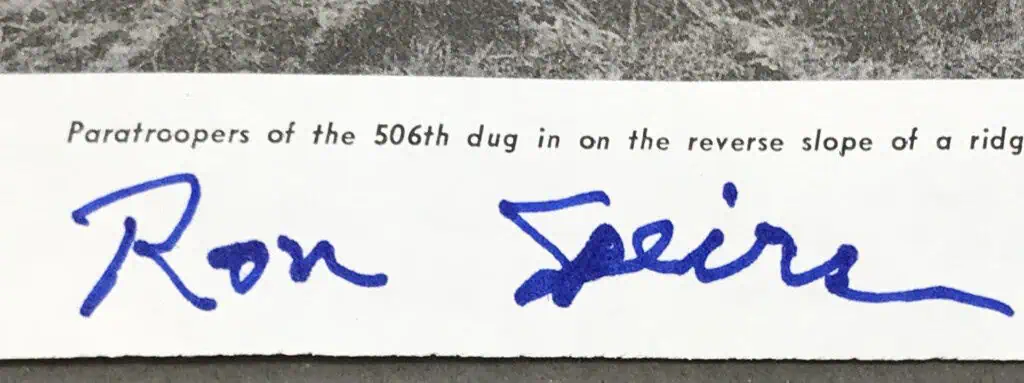 Paratroopers of the 506th dug in on the reverse slope of a ridg
Ron Speirs